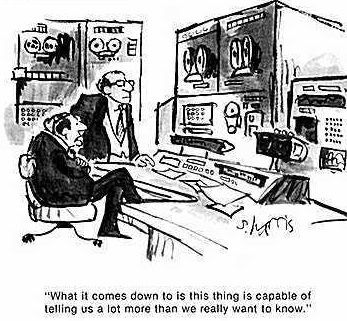 S. Harris
"What it comes down to is this thing is capable of
telling us a lot more than we really want to know."